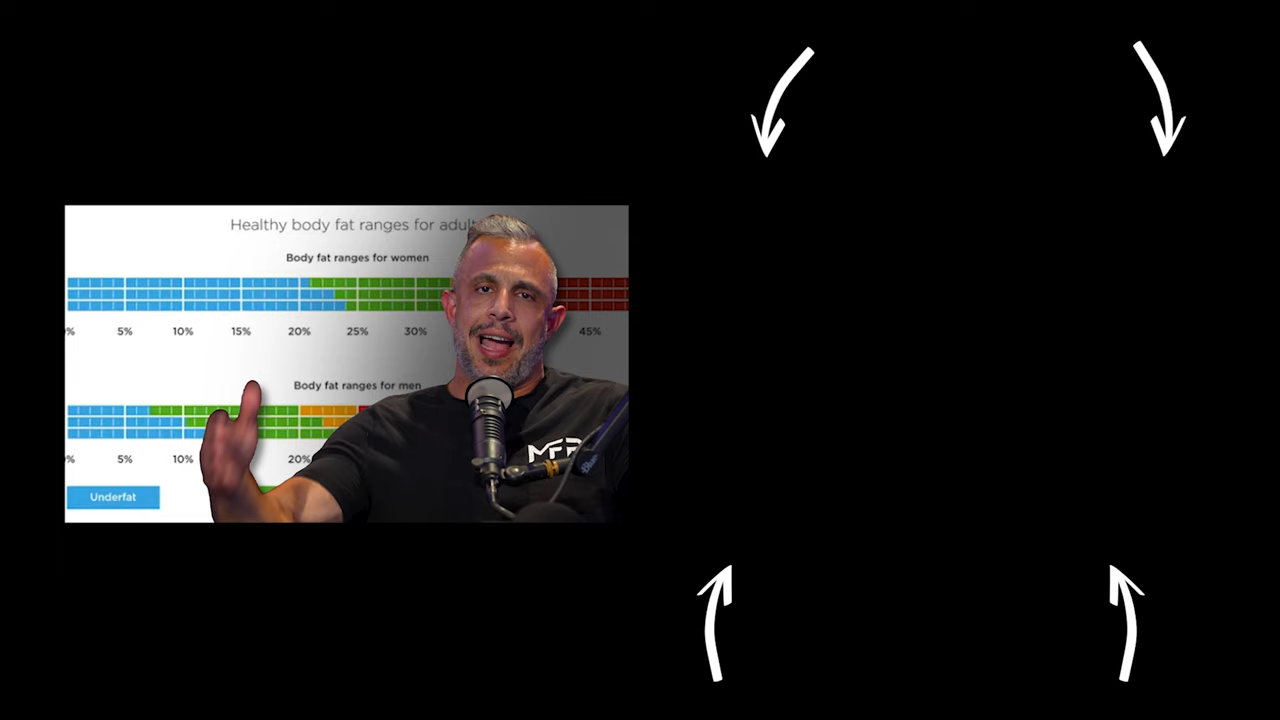 Healthy body fat ranges for adul
Body fat ranges for women
% 5% 10% 15% 20% 25% 30% 45%
Body fat ranges for men
% 5% 10% 20%
Underfat
MFP